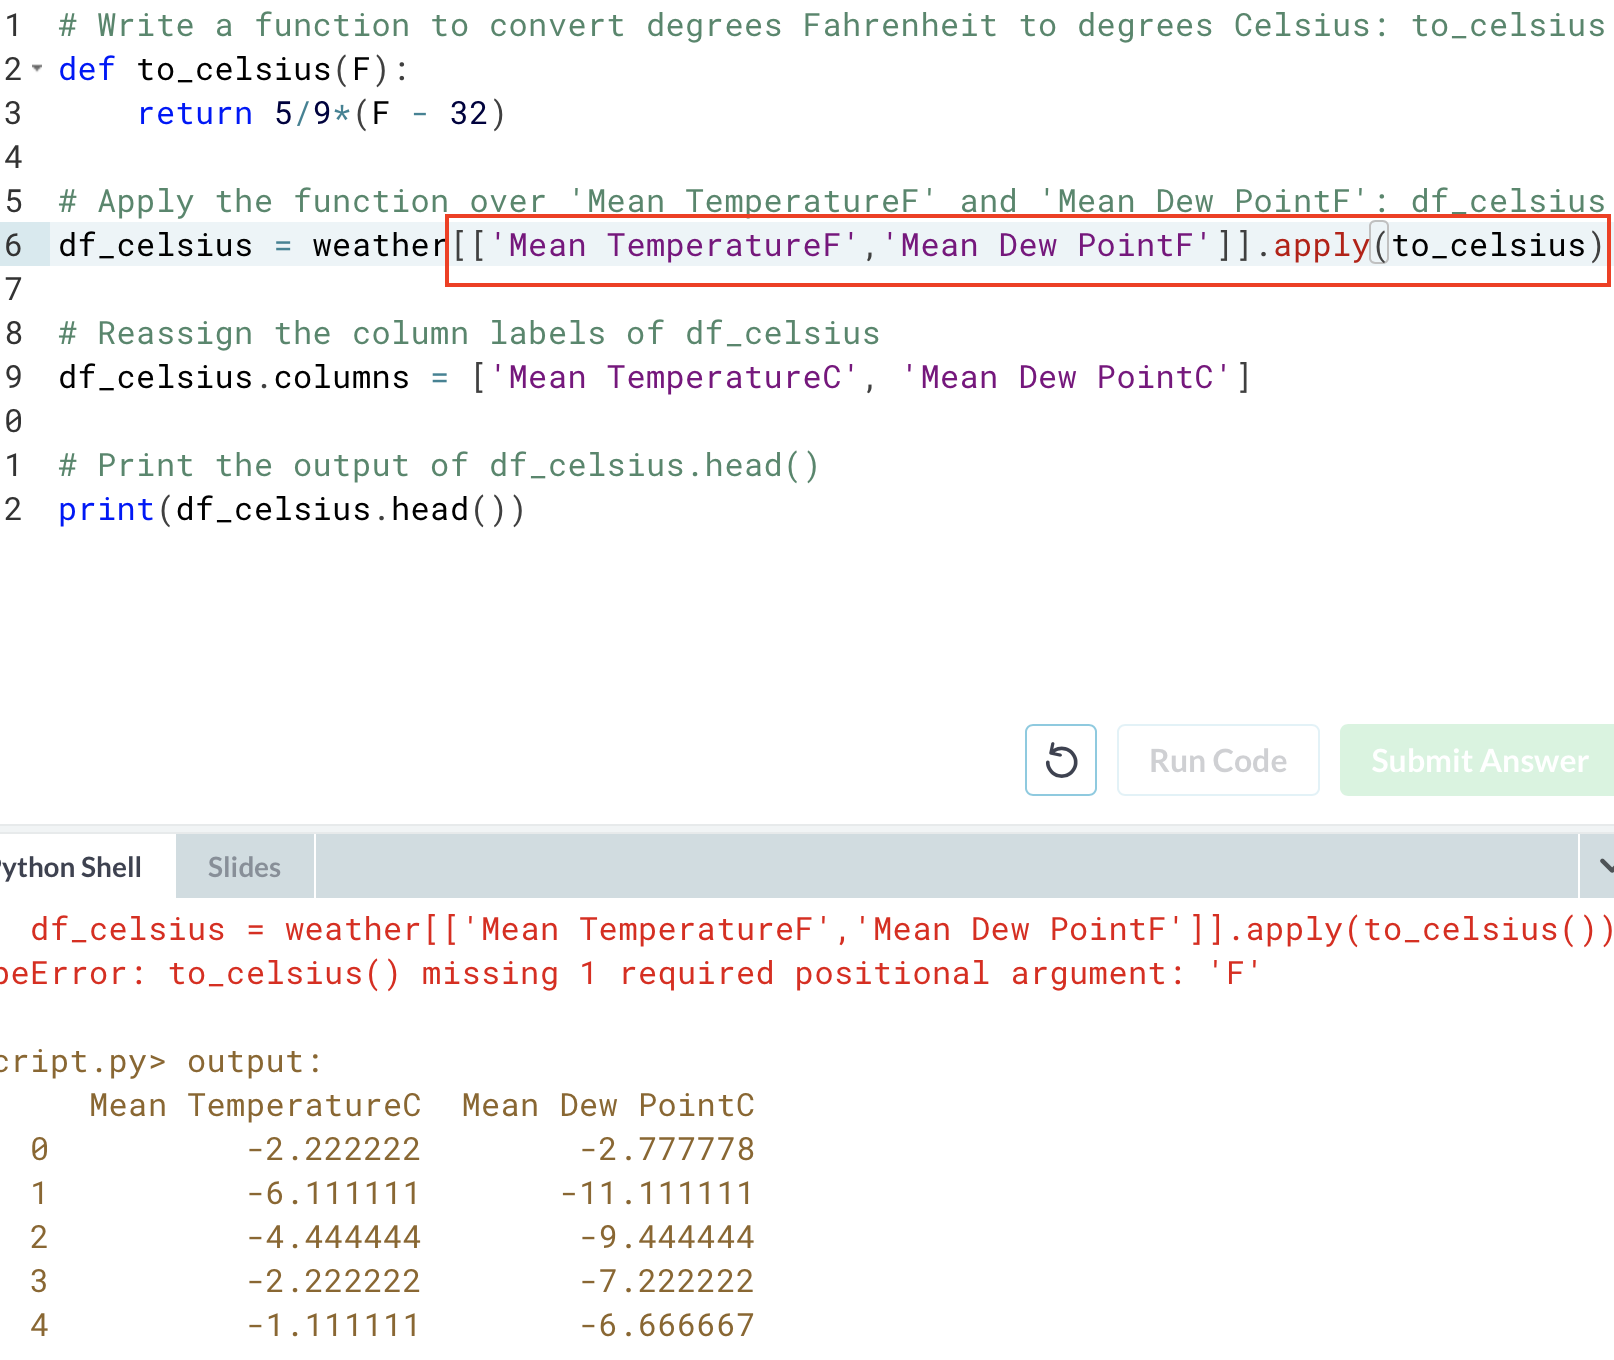 1 # Write a function to convert degrees Fahrenheit to degrees Celsius: to_celsius
2 def to_celsius(F):
3     return 5/9*(F - 32)
4
5 # Apply the function over 'Mean TemperatureF' and 'Mean Dew PointF': df_celsius
6 df_celsius = weather[['Mean TemperatureF','Mean Dew PointF']].apply(to_celsius)
7
8 # Reassign the column labels of df_celsius
9 df_celsius.columns = ['Mean TemperatureC', 'Mean Dew PointC']
0
1 # Print the output of df_celsius.head()
2 print(df_celsius.head())
Run Code
Submit Answer
ython Shell
Slides
df_celsius = weather[['Mean TemperatureF','Mean Dew PointF']].apply(to_celsius())
peError: to_celsius() missing 1 required positional argument: 'F'
cript.py> output:
Mean TemperatureC  Mean Dew PointC
0 -2.222222 -2.777778
1 -6.111111 -11.111111
2 -4.444444 -9.444444
3 -2.222222 -7.222222
4 -1.111111 -6.666667